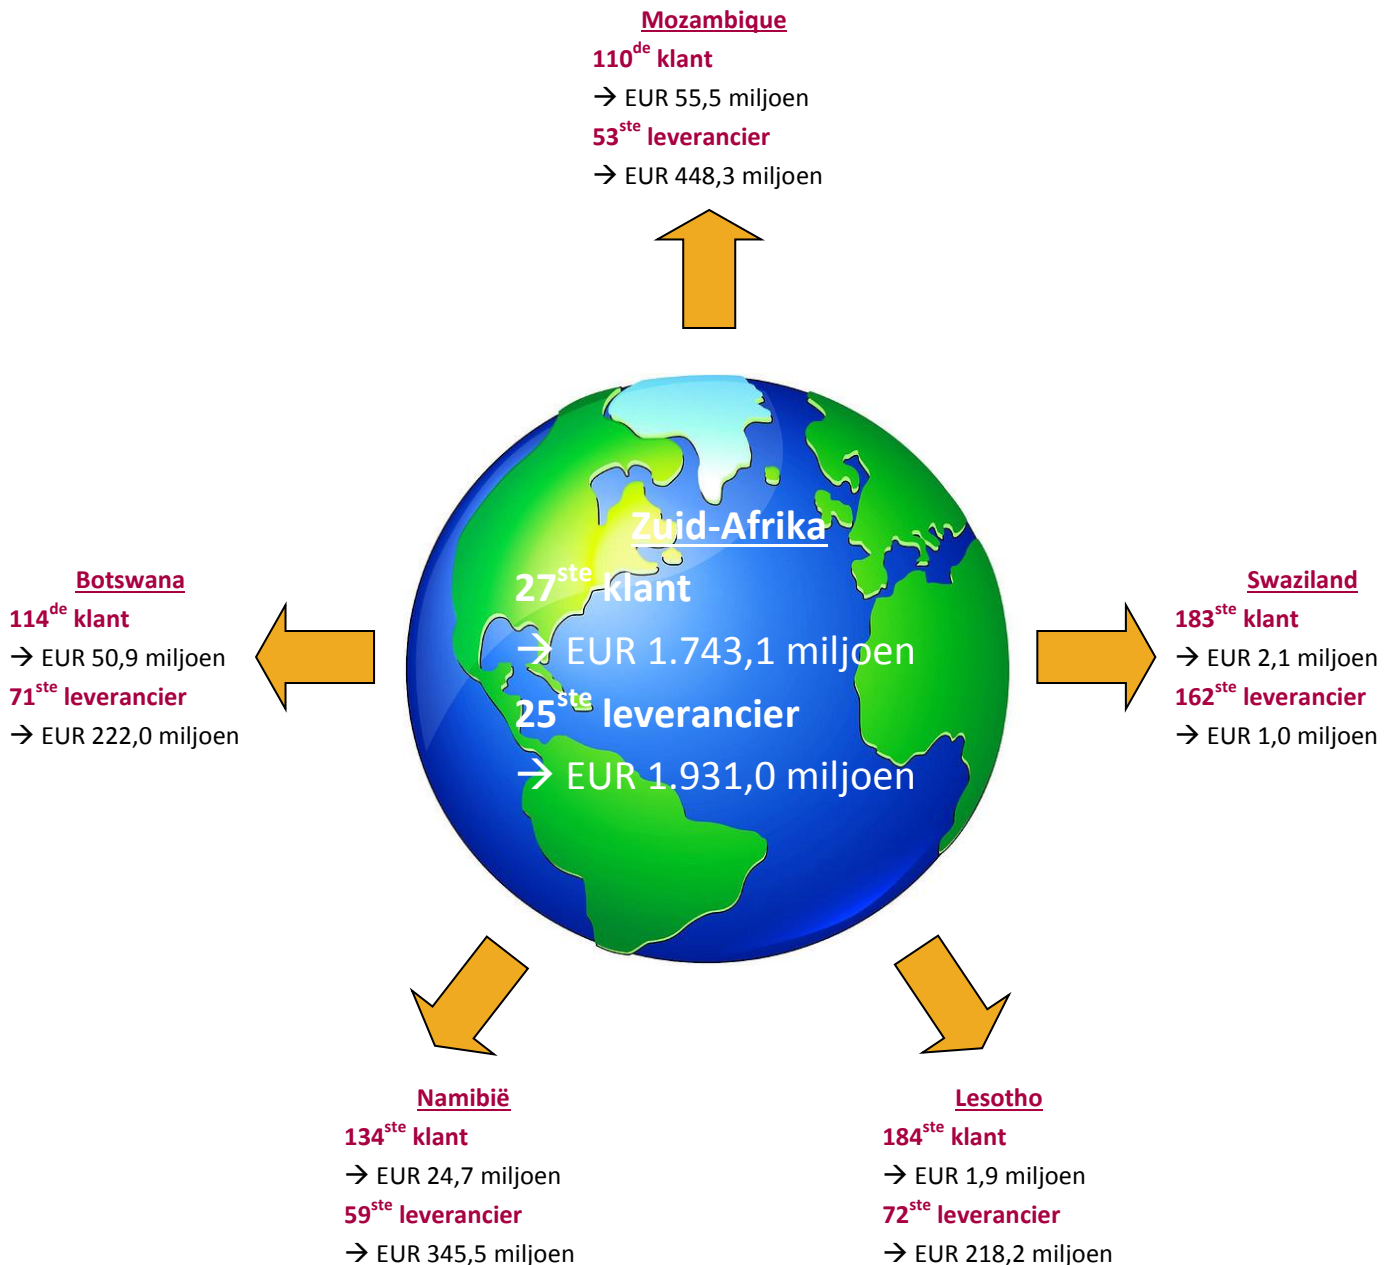 Mozambique
110de klant
→ EUR 55,5 miljoen
53ste leverancier
→ EUR 448,3 miljoen
Zuid-Afrika
27ste klant
→ EUR 1.743,1 miljoen
25ste leverancier
→ EUR 1.931,0 miljoen
Botswana
114de klant
→ EUR 50,9 miljoen
71ste leverancier
→ EUR 222,0 miljoen
Swaziland
183ste klant
→ EUR 2,1 miljoen
162ste leverancier
→ EUR 1,0 miljoen
Namibië
134ste klant
→ EUR 24,7 miljoen
59ste leverancier
→ EUR 345,5 miljoen
Lesotho
184ste klant
→ EUR 1,9 miljoen
72ste leverancier
→ EUR 218,2 miljoen